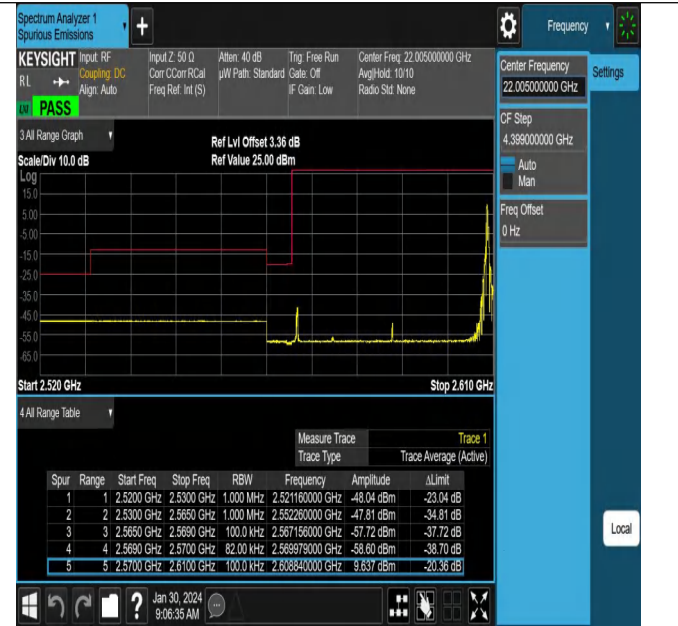 Spectrum Analyzer 1
Spurious Emissions
Frequency
KEYSIGHT Input: RF Input Z: 50 Ω Atten: 40 dB Trig: Free Run Center Freq: 22.005000000 GHz
Coupling: DC Corr CCorr RCal µW Path: Standard Gate: Off Avg|Hold: 10/10
RL Align: Auto Freq Ref: Int (S) IF Gain: Low Radio Std: None
PASS
Center Frequency
22.005000000 GHz
Settings
CF Step
4.399000000 GHz
Auto
Man
Freq Offset
0 Hz
3 All Range Graph
Ref Lvl Offset 3.36 dB
Scale/Div 10.0 dB Ref Value 25.00 dBm
Log
15.0
5.00
-5.00
-15.0
-25.0
-35.0
-45.0
-55.0
-65.0
Start 2.520 GHz Stop 2.610 GHz
4 All Range Table
Measure Trace Trace 1
Trace Type Trace Average (Active)
Spur Range Start Freq Stop Freq RBW Frequency Amplitude ΔLimit
1 1 2.5200 GHz 2.5300 GHz 1.000 MHz 2.521160000 GHz -48.04 dBm -23.04 dB
2 2 2.5300 GHz 2.5650 GHz 1.000 MHz 2.552260000 GHz -47.81 dBm -34.81 dB
3 3 2.5650 GHz 2.5690 GHz 100.0 kHz 2.567156000 GHz -57.72 dBm -37.72 dB
4 4 2.5690 GHz 2.5700 GHz 82.00 kHz 2.569979000 GHz -58.60 dBm -38.70 dB
5 5 2.5700 GHz 2.6100 GHz 100.0 kHz 2.608840000 GHz 9.637 dBm -20.36 dB
Local
Jan 30, 2024
9:06:35 AM